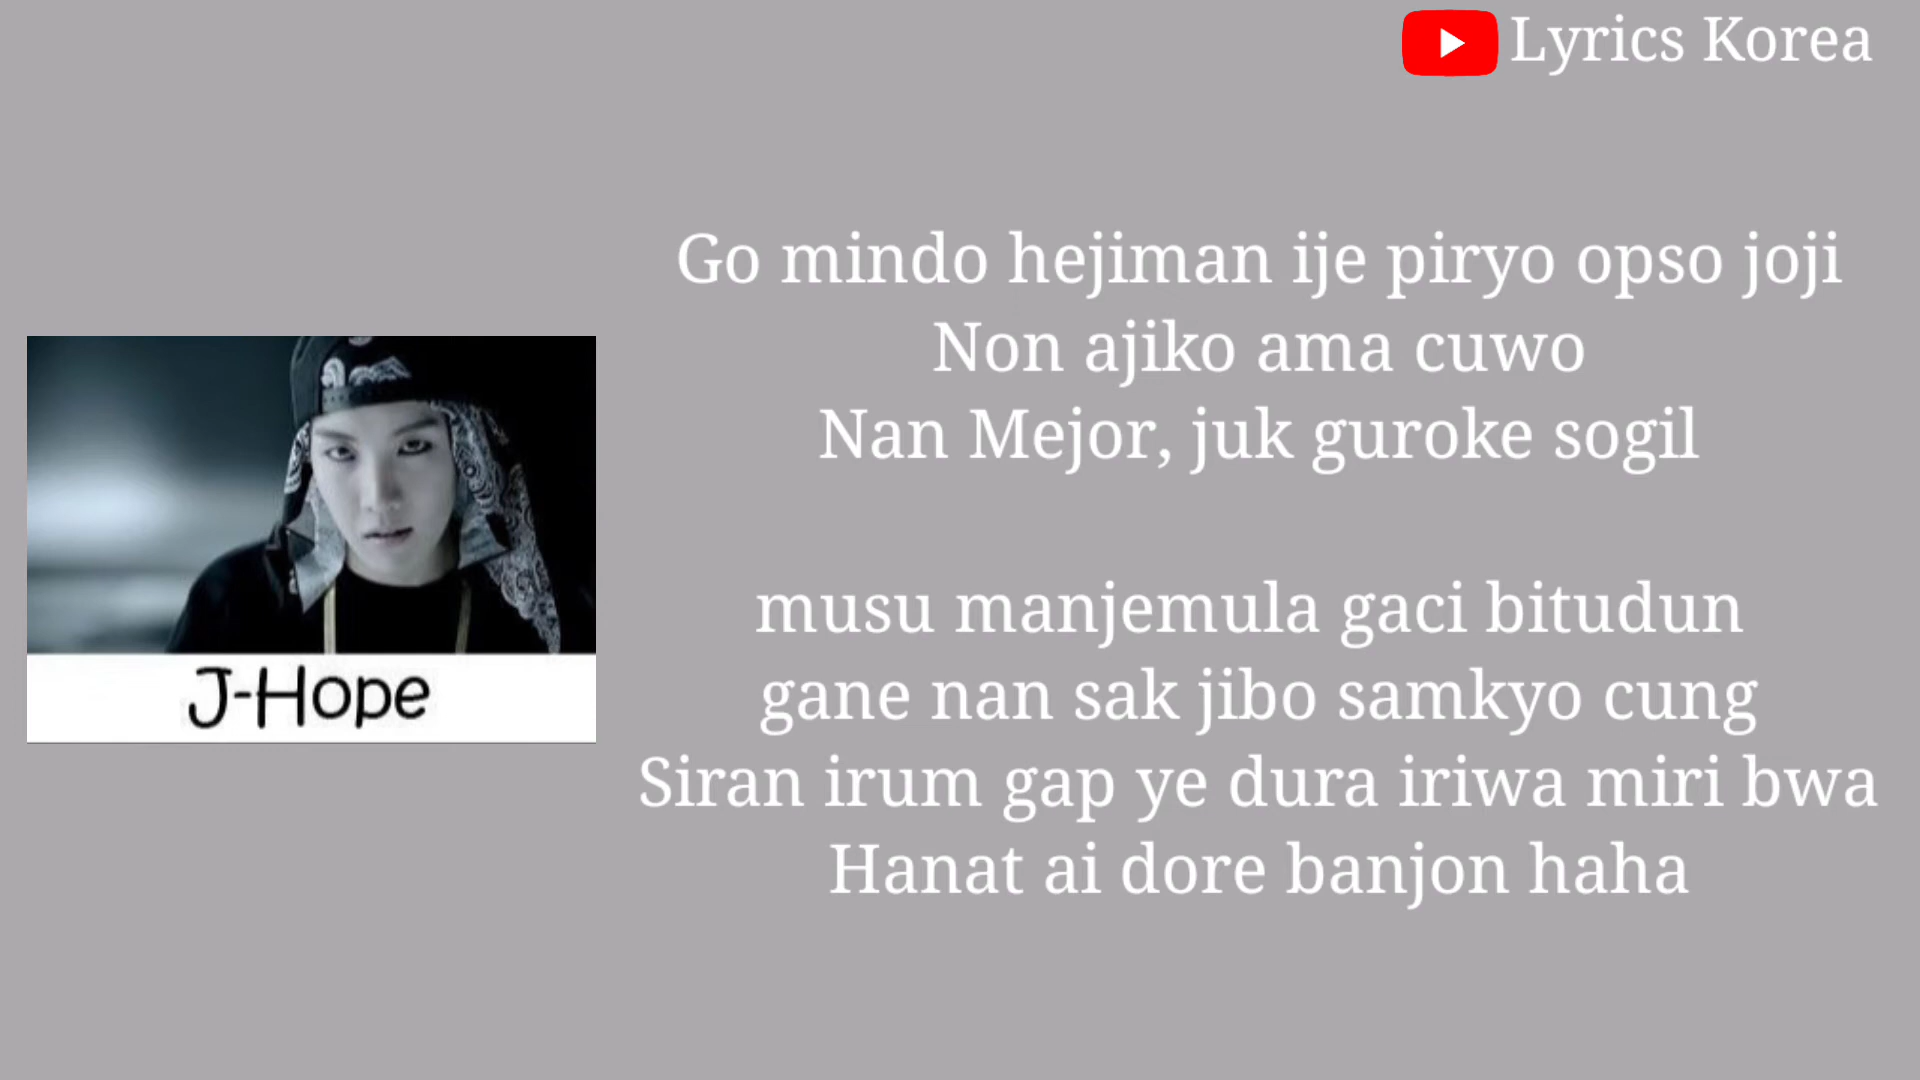 Lyrics Korea
Go mindo hejiman ije piryo opso joji
Non ajiko ama cuwo
Nan Mejor, juk guroke sogil
musu manjemula gaci bitudun
gane nan sak jibo samkyo cung
Siran irum gap ye dura iriwa miri bwa
Hanat ai dore banjon haha
J-Hope